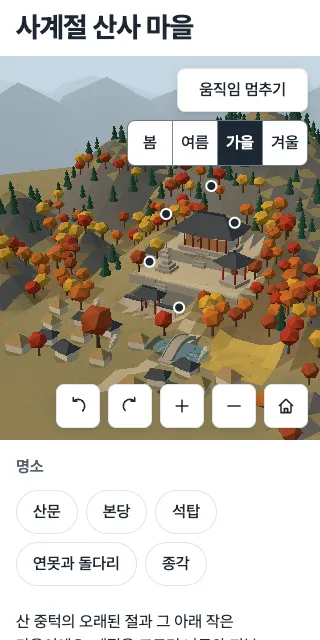 사계절 산사 마을
움직임 멈추기
봄 여름 가을 겨울
명소
산문 본당 석탑
연못과 돌다리 종각
산 중턱의 오래된 절과 그 아래 작은